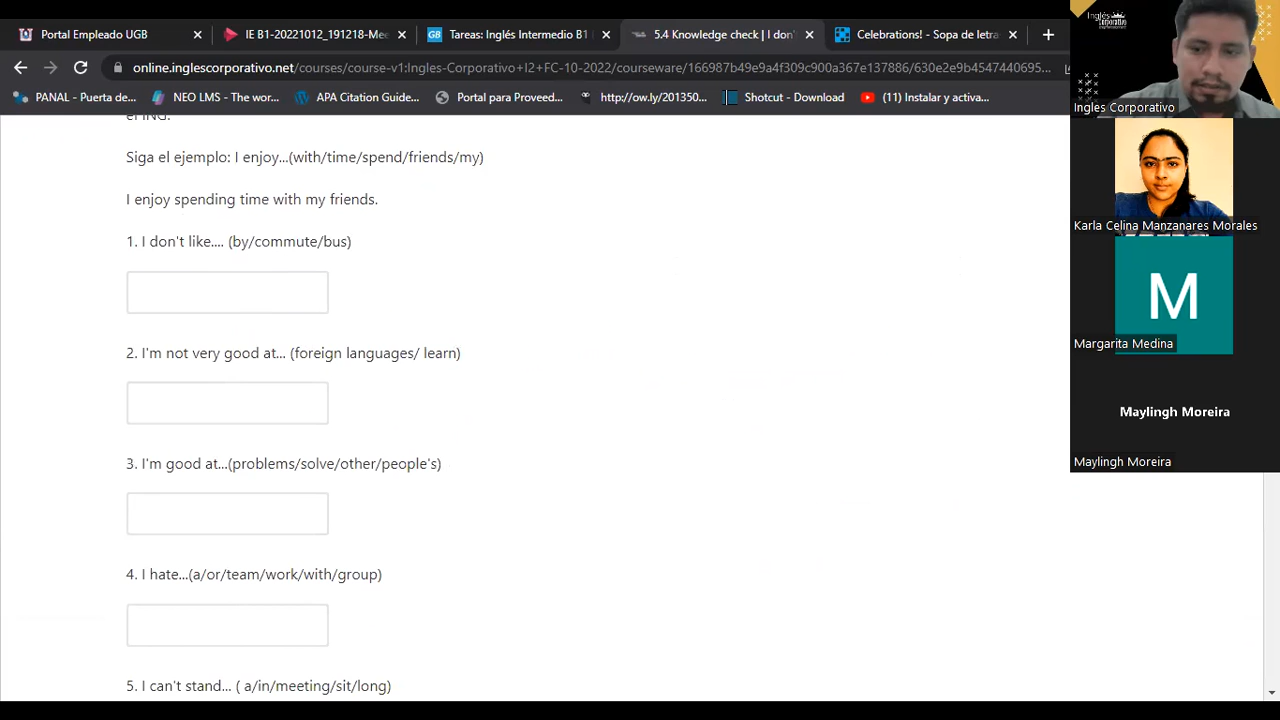 Portal Empleado UGB
IE B1-20221012_191218-Mee
Tareas: Inglés Intermedio B1
5.4 Knowledge check | I don'
Celebrations! - Sopa de letra
online.inglescorporativo.net/courses/course-v1:Ingles-Corporativo+I2+FC-10-2022/courseware/166987b49e9a4f309c900a367e137886/630e2e9b4547440695...
PANAL - Puerta de...
NEO LMS - The wor...
APA Citation Guide...
Portal para Proveed...
http://ow.ly/201350...
Shotcut - Download
(11) Instalar y activa...
el ING.
Siga el ejemplo: I enjoy...(with/time/spend/friends/my)
I enjoy spending time with my friends.
1. I don't like.... (by/commute/bus)
2. I'm not very good at... (foreign languages/ learn)
3. I'm good at...(problems/solve/other/people's)
4. I hate...(a/or/team/work/with/group)
5. I can't stand... ( a/in/meeting/sit/long)
Inglés
Corporativo
Ingles Corporativo
Karla Celina Manzanares Morales
M
Margarita Medina
Maylingh Moreira
Maylingh Moreira